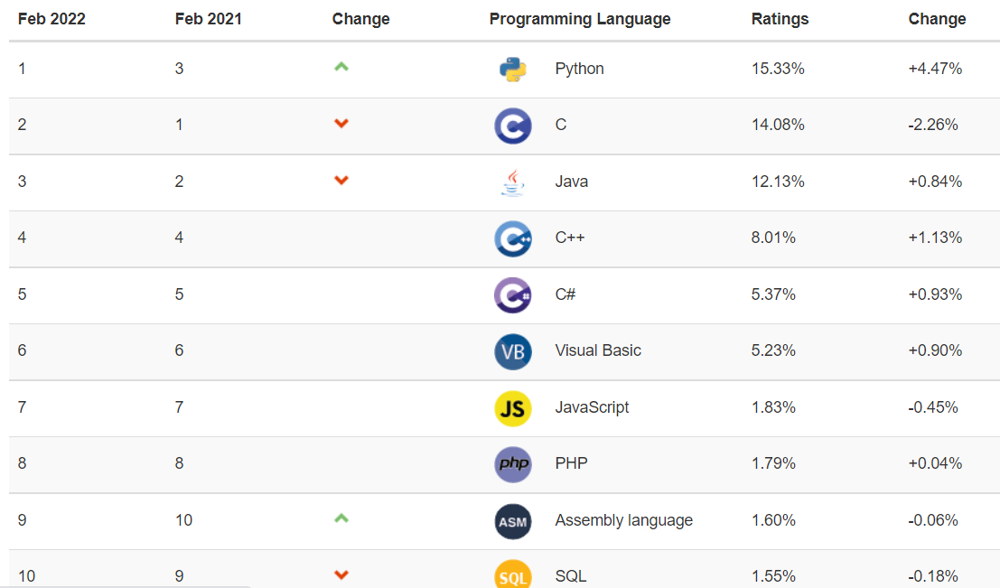 Feb 2022 Feb 2021 Change Programming Language Ratings Change
1 3 Python 15.33% +4.47%
2 1 C C 14.08% -2.26%
3 2 Java 12.13% +0.84%
4 4 C++ C++ 8.01% +1.13%
5 5 C# C# 5.37% +0.93%
6 6 VB Visual Basic 5.23% +0.90%
7 7 JS JavaScript 1.83% -0.45%
8 8 php PHP 1.79% +0.04%
9 10 ASM Assembly language 1.60% -0.06%
10 9 SQL SQL 1.55% -0.18%